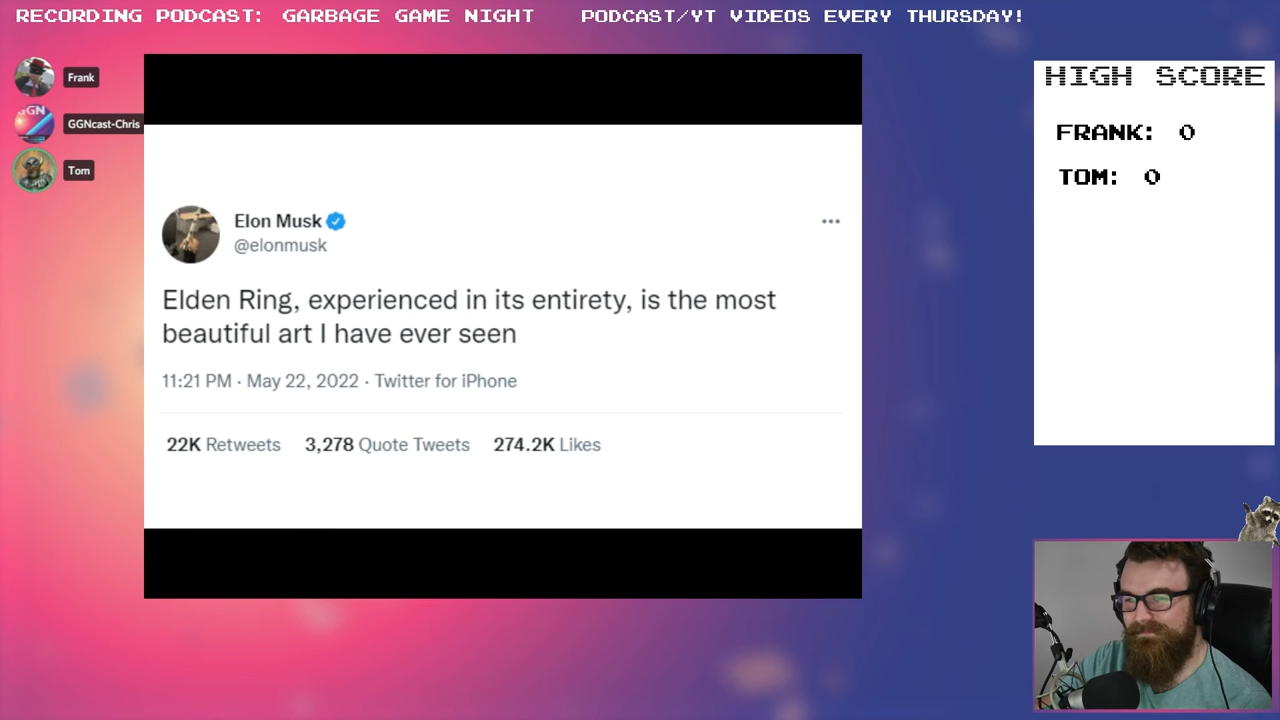 RECORDING PODCAST: GARBAGE GAME NIGHT PODCAST/YT VIDEOS EVERY THURSDAY!
Frank
GGNcast-Chris
Tom
GGN
Elon Musk
@elonmusk
Elden Ring, experienced in its entirety, is the most
beautiful art I have ever seen
11:21 PM · May 22, 2022 · Twitter for iPhone
22K Retweets 3,278 Quote Tweets 274.2K Likes
HIGH SCORE
FRANK: 0
TOM: 0